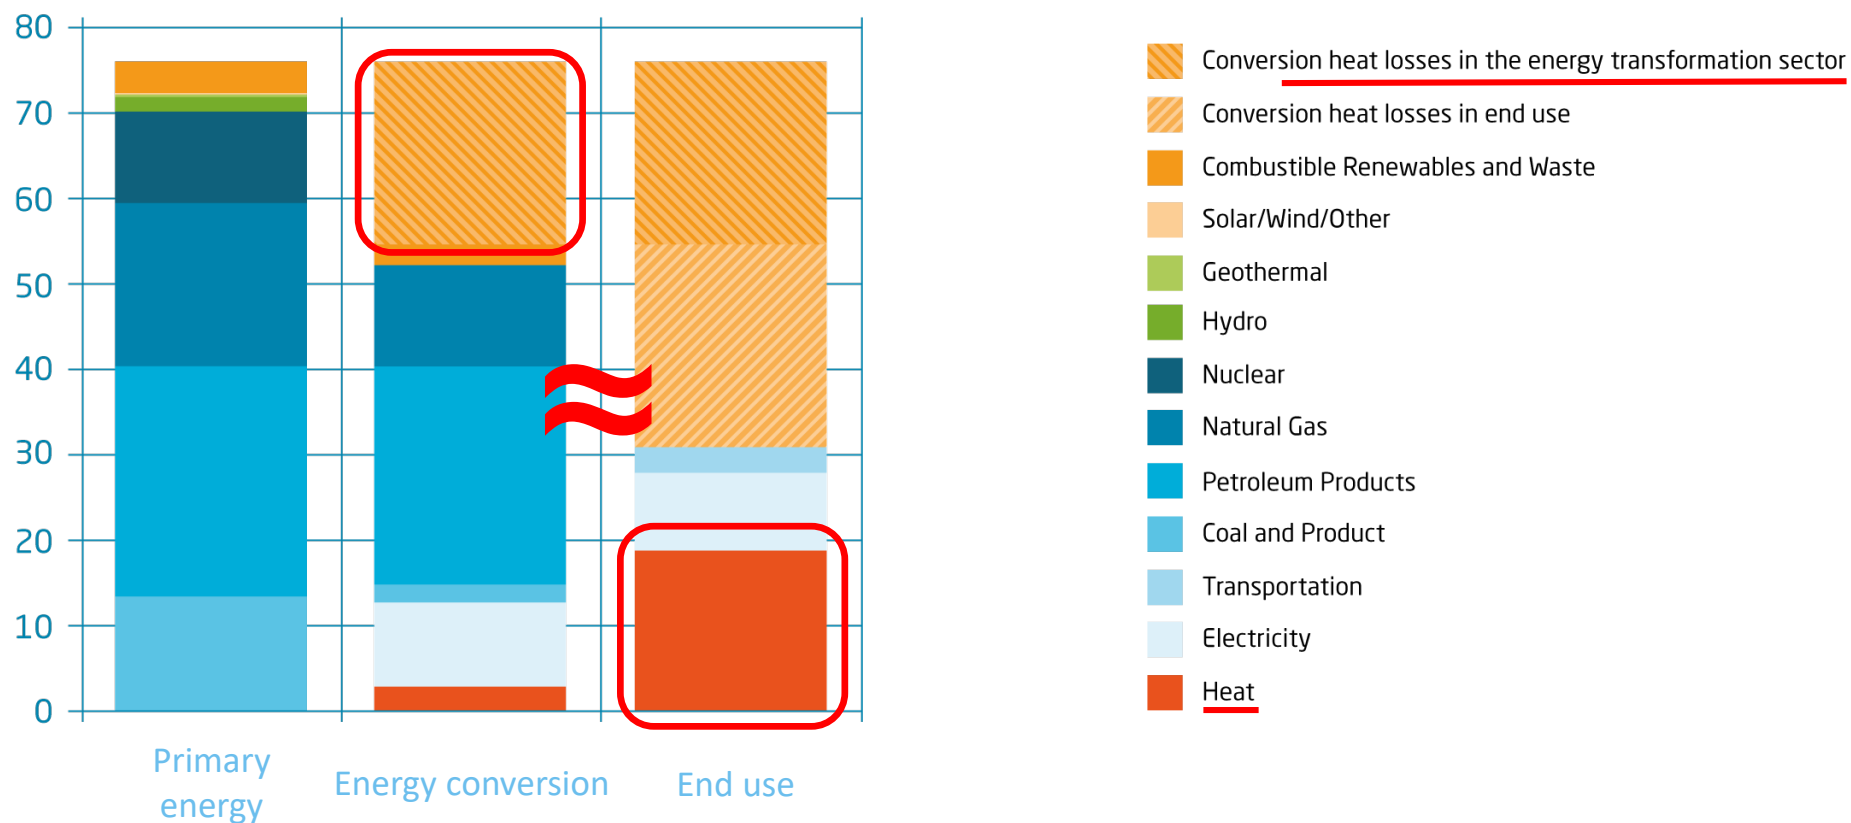 80
70
60
50
40
30
20
10
0
Primary
energy
Energy conversion
End use
Conversion heat losses in the energy transformation sector
Conversion heat losses in end use
Combustible Renewables and Waste
Solar/Wind/Other
Geothermal
Hydro
Nuclear
Natural Gas
Petroleum Products
Coal and Product
Transportation
Electricity
Heat